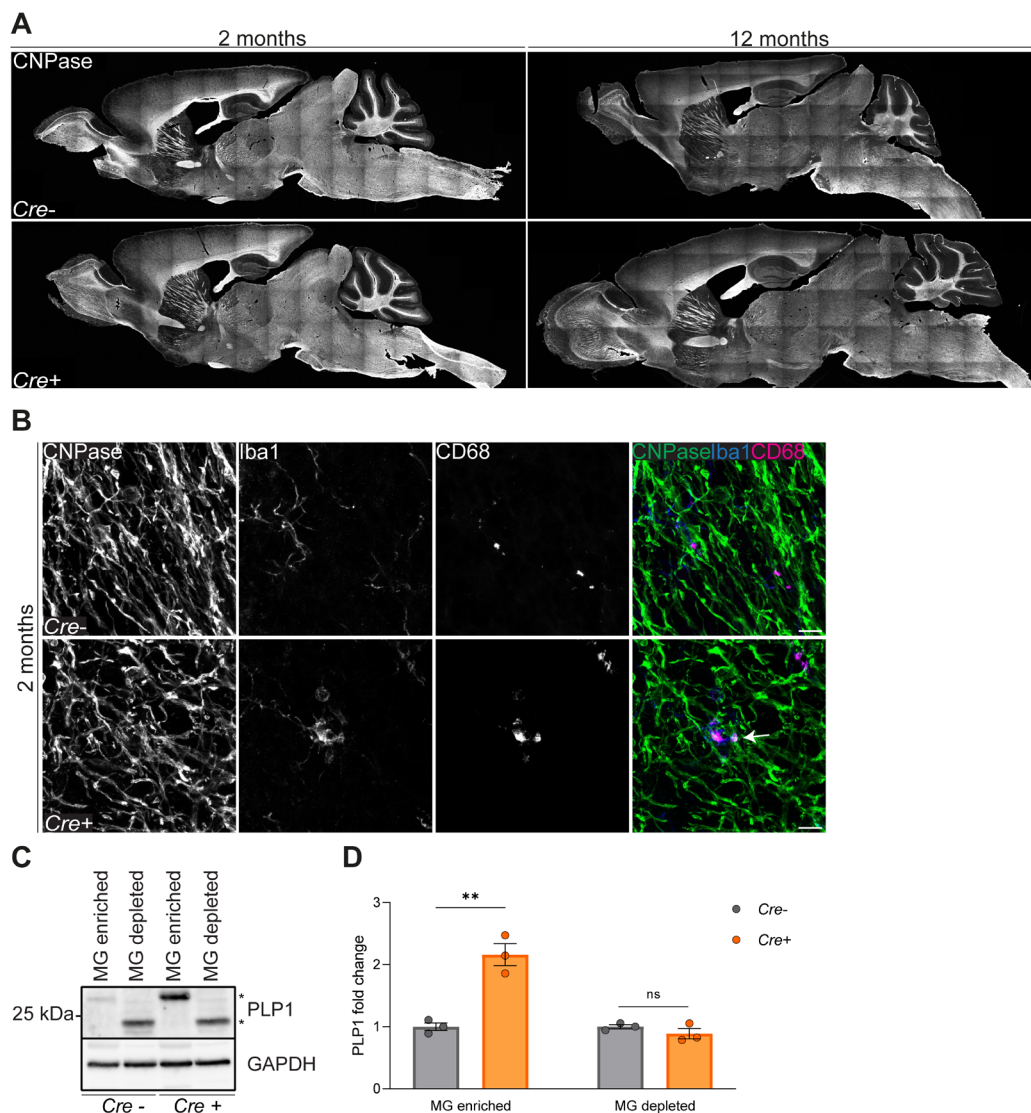 A
2 months 12 months
CNPase
Cre-
Cre+
B
CNPase Iba1 CD68 CNPaseIba1CD68
2 months
Cre-
Cre+
C
MG enriched
MG depleted
MG enriched
MG depleted
25 kDa-
* PLP1
*
GAPDH
Cre - Cre +
D
**
ns
PLP1 fold change
3
2
1
0
MG enriched MG depleted
Cre-
Cre+